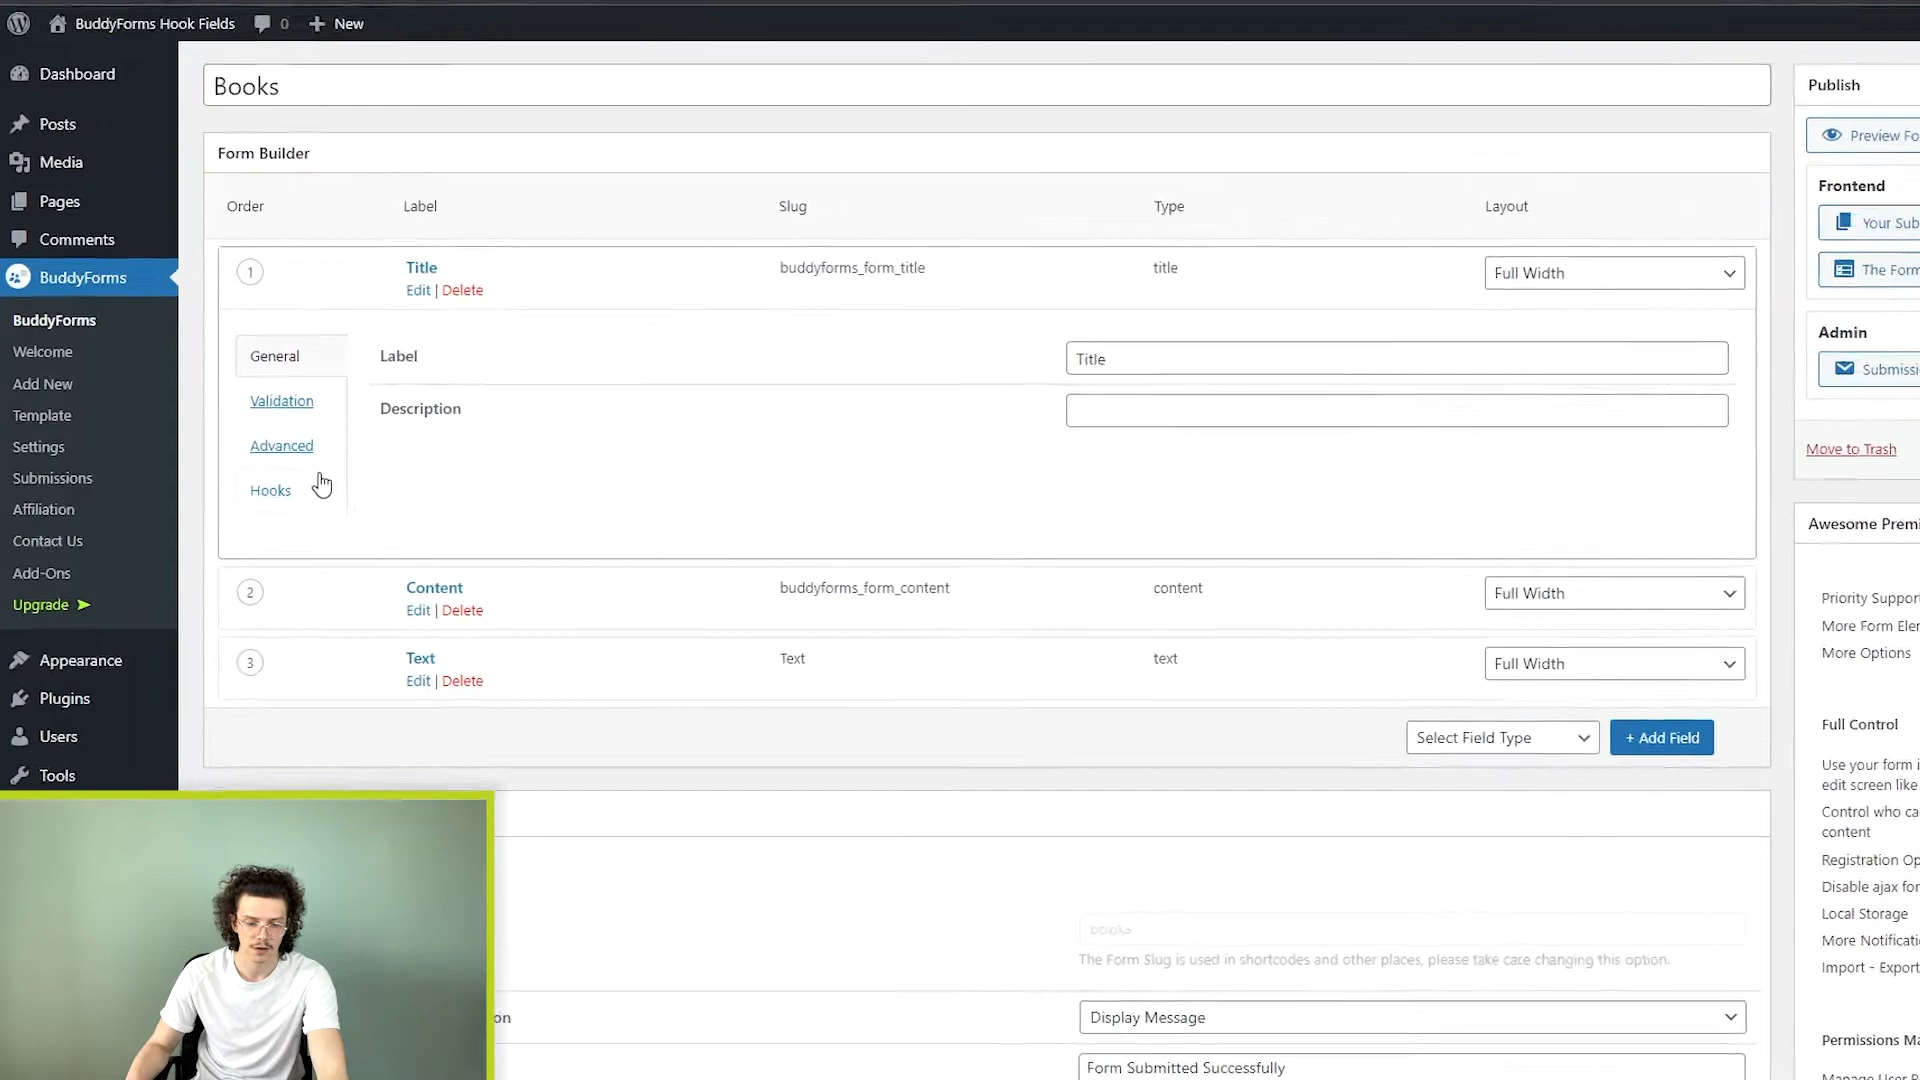 BuddyForms Hook Fields 0 New
Dashboard
Posts
Media
Pages
Comments
BuddyForms
BuddyForms
Welcome
Add New
Template
Settings
Submissions
Affiliation
Contact Us
Add-Ons
Upgrade
Appearance
Plugins
Users
Tools
Books
Form Builder
Order Label Slug Type Layout
1 Title buddyforms_form_title title Full Width
Edit | Delete
General Label Title
Validation Description
Advanced
Hooks
2 Content buddyforms_form_content content Full Width
Edit | Delete
3 Text Text text Full Width
Edit | Delete
Select Field Type + Add Field
books
The Form Slug is used in shortcodes and other places, please take care changing this option.
on Display Message
Form Submitted Successfully
Publish
Preview Fo
Frontend
Your Sub
The Form
Admin
Submissi
Move to Trash
Awesome Premi
Priority Support
More Form Eler
More Options
Full Control
Use your form i
edit screen like
Control who ca
content
Registration Op
Disable ajax for
Local Storage
More Notificati
Import - Export
Permissions Ma